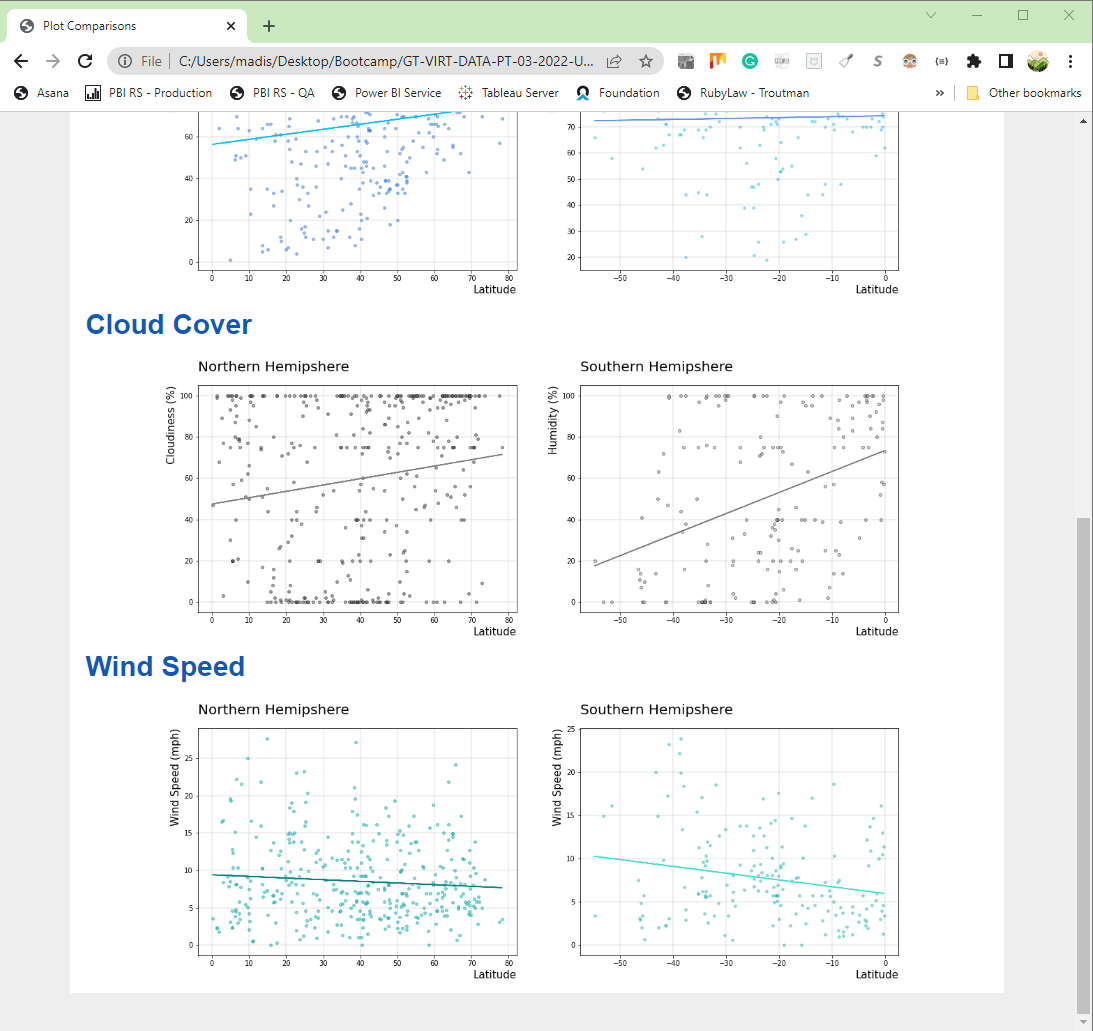 Plot Comparisons
File | C:/Users/madis/Desktop/Bootcamp/GT-VIRT-DATA-PT-03-2022-U...
Asana PBI RS - Production PBI RS - QA Power BI Service Tableau Server Foundation RubyLaw - Troutman » Other bookmarks
60
40
20
0
0 10 20 30 40 50 60 70 80
Latitude
70
60
50
40
30
20
−50 −40 −30 −20 −10 0
Latitude
Cloud Cover
Northern Hemipshere
Cloudiness (%)
100
80
60
40
20
0
0 10 20 30 40 50 60 70 80
Latitude
Southern Hemipshere
Humidity (%)
100
80
60
40
20
0
−50 −40 −30 −20 −10 0
Latitude
Wind Speed
Northern Hemipshere
Wind Speed (mph)
25
20
15
10
5
0
0 10 20 30 40 50 60 70 80
Latitude
Southern Hemipshere
Wind Speed (mph)
25
20
15
10
5
0
−50 −40 −30 −20 −10 0
Latitude